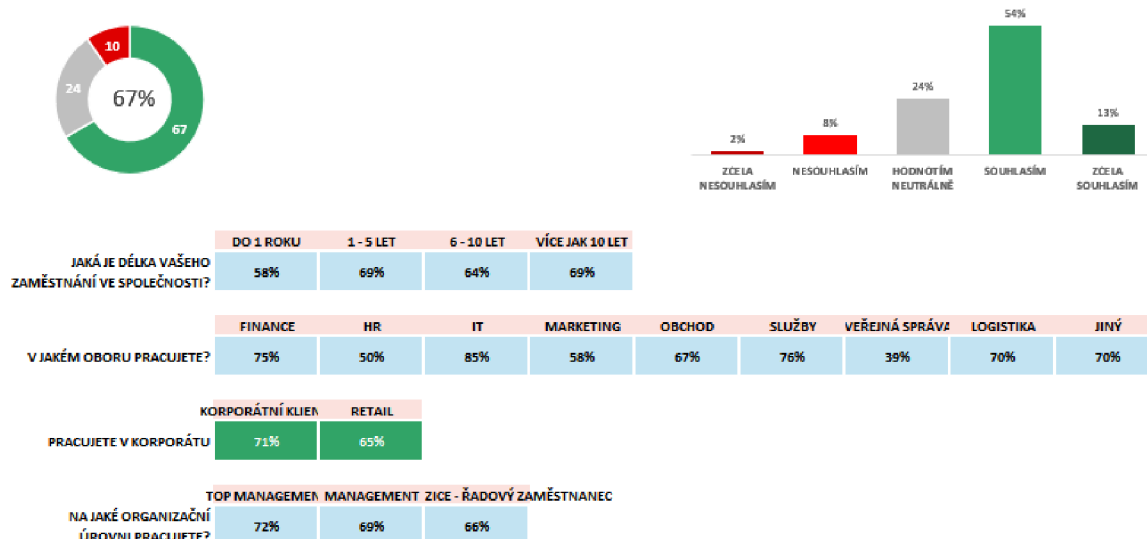 10
24
67%
67
54%
24%
13%
8%
2%
ZCELA
NESOUHLASÍM
NESOUHLASÍM
HODNOTÍM
NEUTRÁLNĚ
SOUHLASÍM
ZCELA
SOUHLASÍM
DO 1 ROKU 1 - 5 LET 6 - 10 LET VÍCE JAK 10 LET
JAKÁ JE DÉLKA VAŠEHO
ZAMĚSTNÁNÍ VE SPOLEČNOSTI?
58% 69% 64% 69%
FINANCE HR IT MARKETING OBCHOD SLUŽBY VEŘEJNÁ SPRÁVA LOGISTIKA JINÝ
V JAKÉM OBORU PRACUJETE? 75% 50% 85% 58% 67% 76% 39% 70% 70%
KORPORÁTNÍ KLIEN RETAIL
PRACUJETE V KORPORÁTU 71% 65%
TOP MANAGEMEN MANAGEMENT ZICE - ŘADOVÝ ZAMĚSTNANEC
NA JAKÉ ORGANIZAČNÍ
ÚROVNI PRACUJETE?
72% 69% 66%